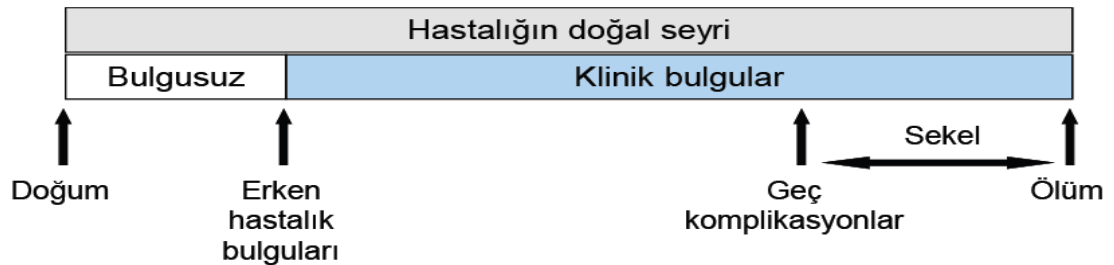 Hastalığın doğal seyri
Bulgusuz
Klinik bulgular
Sekel
Doğum
Erken
hastalık
bulguları
Geç
komplikasyonlar
Ölüm